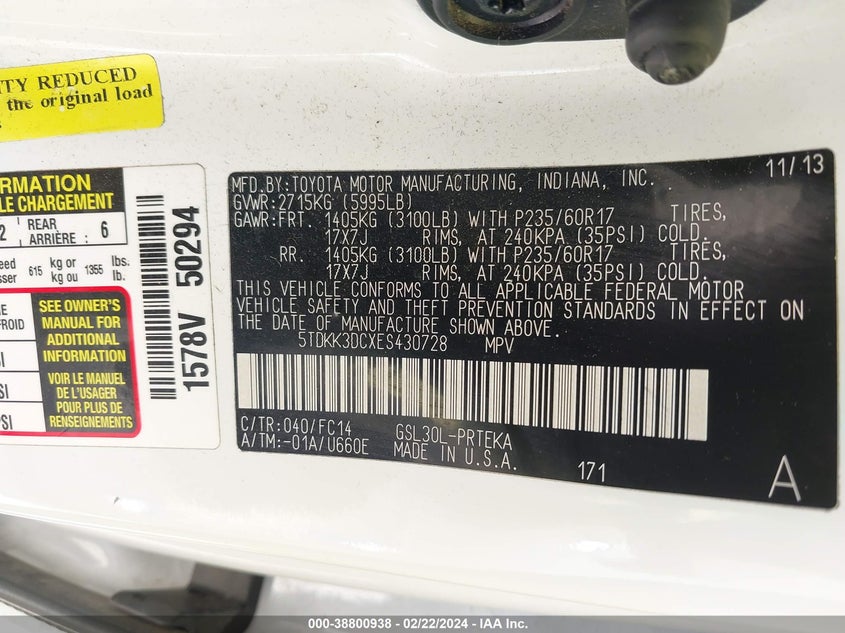 ITY REDUCED
the original load
RMATION
LE CHARGEMENT
2 REAR ARRIÈRE : 6
615 kg or kg ou 1355 lbs. lb.
FROID
SEE OWNER'S
MANUAL FOR
ADDITIONAL
INFORMATION
VOIR LE MANUEL
DE L'USAGER
POUR PLUS DE
RENSEIGNEMENTS
1578V 50294
MFD.BY:TOYOTA MOTOR MANUFACTURING, INDIANA, INC. 11/13
GVWR:2715KG (5995LB)
GAWR:FRT. 1405KG (3100LB) WITH P235/60R17 TIRES,
17X7J RIMS, AT 240KPA (35PSI) COLD.
RR. 1405KG (3100LB) WITH P235/60R17 TIRES,
17X7J RIMS, AT 240KPA (35PSI) COLD.
THIS VEHICLE CONFORMS TO ALL APPLICABLE FEDERAL MOTOR
VEHICLE SAFETY AND THEFT PREVENTION STANDARDS IN EFFECT ON
THE DATE OF MANUFACTURE SHOWN ABOVE.
5TDKK3DCXES430728 MPV
C/TR:040/FC14 GSL30L-PRTEKA
A/TM:-01A/U660E MADE IN U.S.A. 171 A
000-38800938 - 02/22/2024 - IAA Inc.